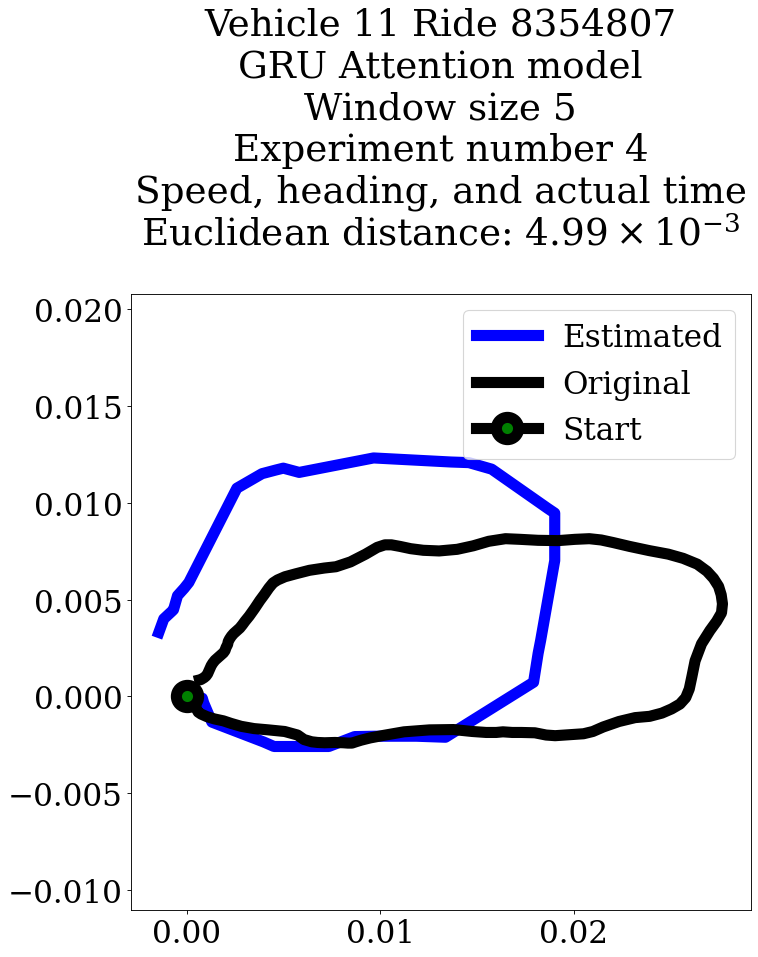 Vehicle 11 Ride 8354807
GRU Attention model
Window size 5
Experiment number 4
Speed, heading, and actual time
Euclidean distance: 4.99 × 10⁻³
0.020
0.015
0.010
0.005
0.000
−0.005
−0.010
Estimated
Original
Start
0.00 0.01 0.02